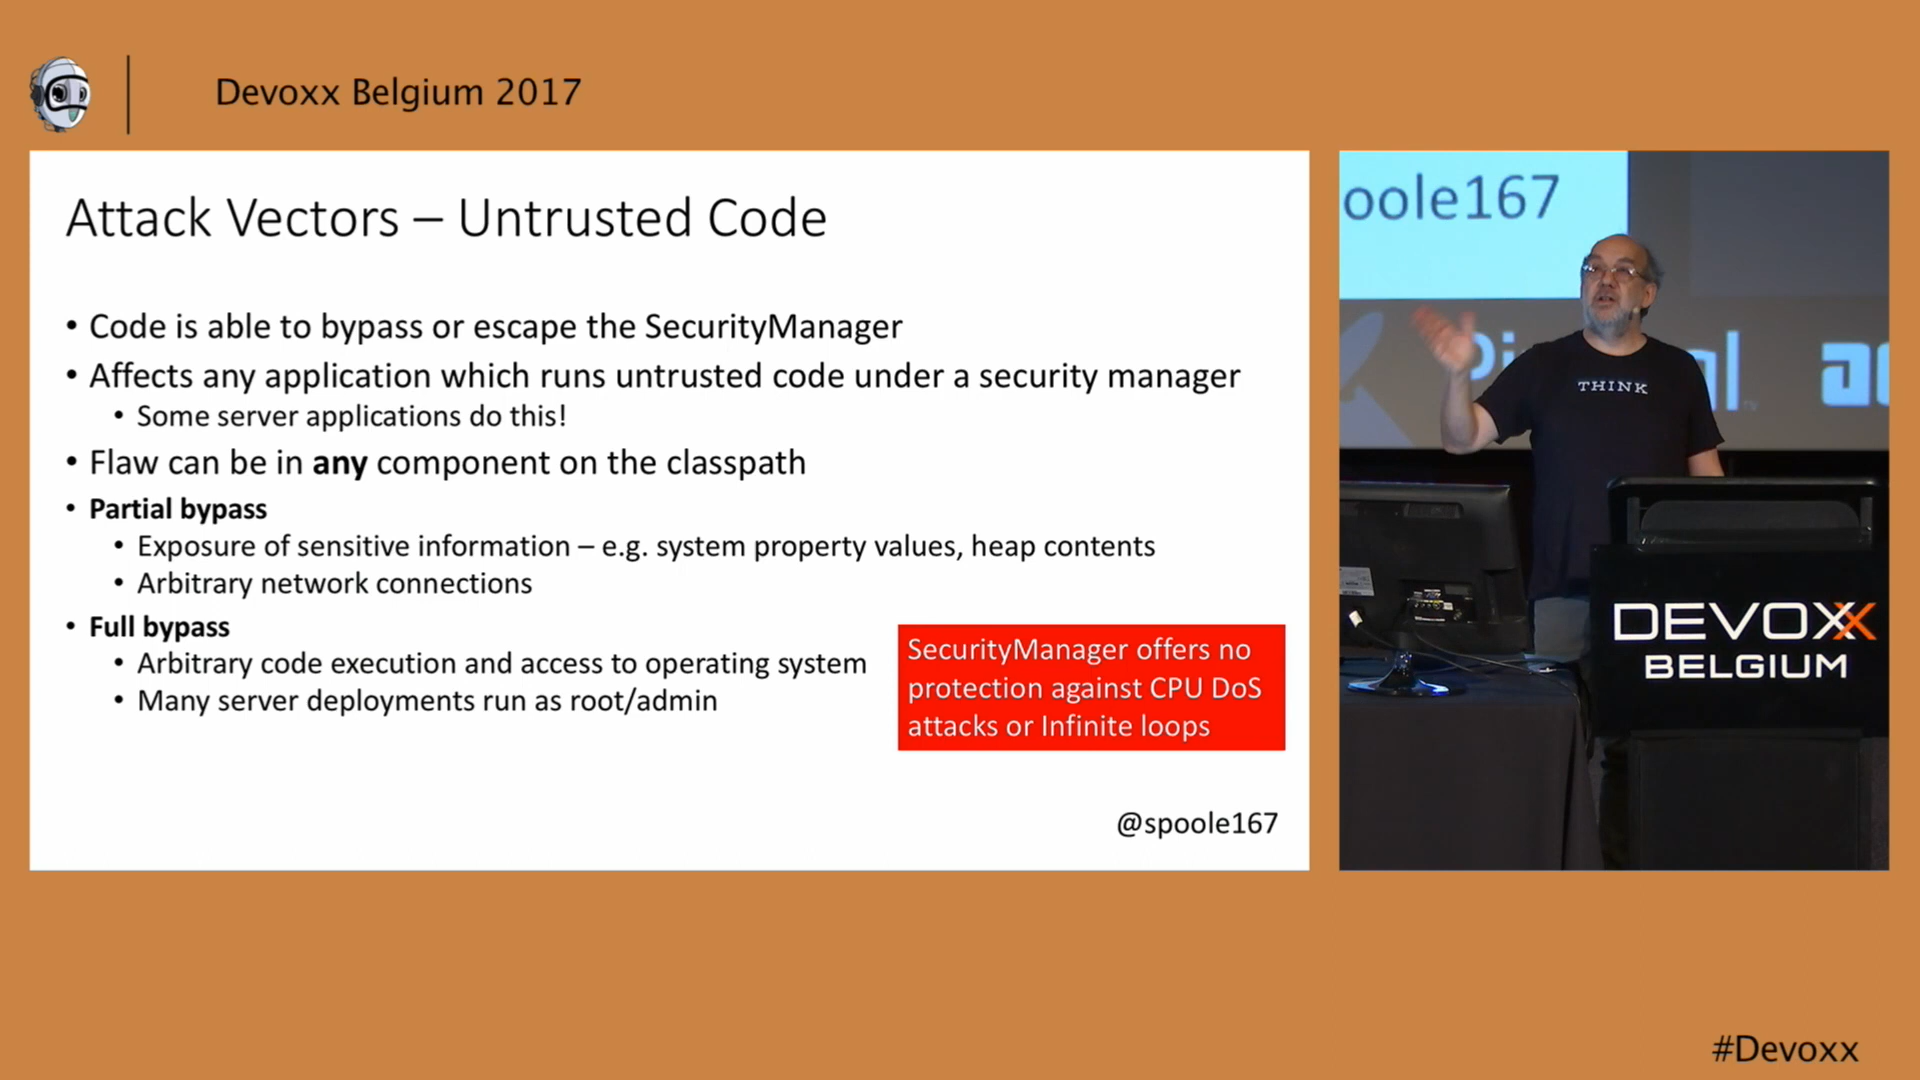 Devoxx Belgium 2017
Attack Vectors – Untrusted Code
• Code is able to bypass or escape the SecurityManager
• Affects any application which runs untrusted code under a security manager
• Some server applications do this!
• Flaw can be in any component on the classpath
• Partial bypass
• Exposure of sensitive information – e.g. system property values, heap contents
• Arbitrary network connections
• Full bypass
• Arbitrary code execution and access to operating system
• Many server deployments run as root/admin
SecurityManager offers no
protection against CPU DoS
attacks or Infinite loops
@spoole167
oole167
THINK
DEVOXX
BELGIUM
#Devoxx